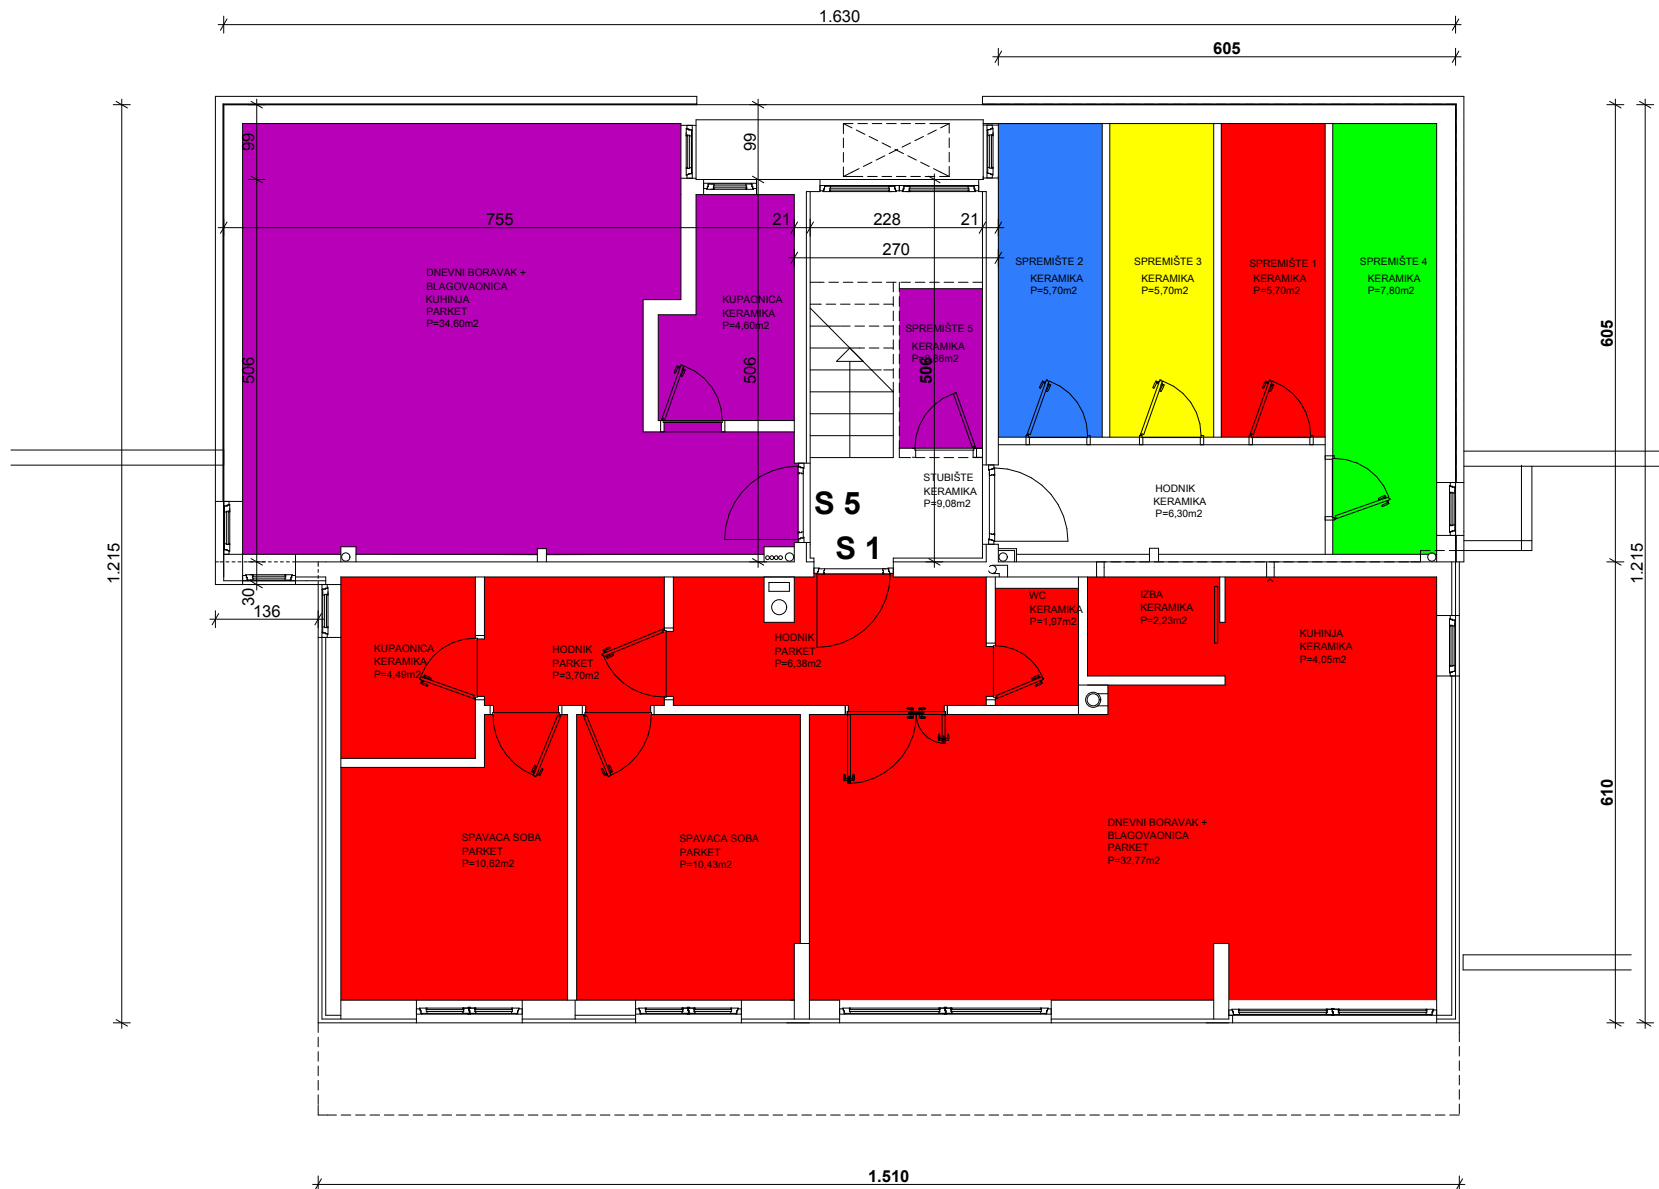 1.630
605
99
99
755
21
228
21
270
DNEVNI BORAVAK +
BLAGOVAONICA
KUHINJA
PARKET
P=34,60m2
KUPAONICA
KERAMIKA
P=4,60m2
SPREMIŠTE 5
KERAMIKA
SPREMIŠTE 2
KERAMIKA
P=5,70m2
SPREMIŠTE 3
KERAMIKA
P=5,70m2
SPREMIŠTE 1
KERAMIKA
P=5,70m2
SPREMIŠTE 4
KERAMIKA
P=7,80m2
506
506
506
605
S 5
S 1
STUBIŠTE
KERAMIKA
P=9,08m2
HODNIK
KERAMIKA
P=6,30m2
1.215
1.215
30
136
KUPAONICA
KERAMIKA
P=4,49m2
HODNIK
PARKET
P=3,70m2
HODNIK
PARKET
P=6,38m2
WC
KERAMIKA
P=1,97m2
IZBA
KERAMIKA
P=2,23m2
KUHINJA
KERAMIKA
P=4,05m2
610
SPAVACA SOBA
PARKET
P=10,62m2
SPAVACA SOBA
PARKET
P=10,43m2
DNEVNI BORAVAK +
BLAGOVAONICA
PARKET
P=32,77m2
1.510